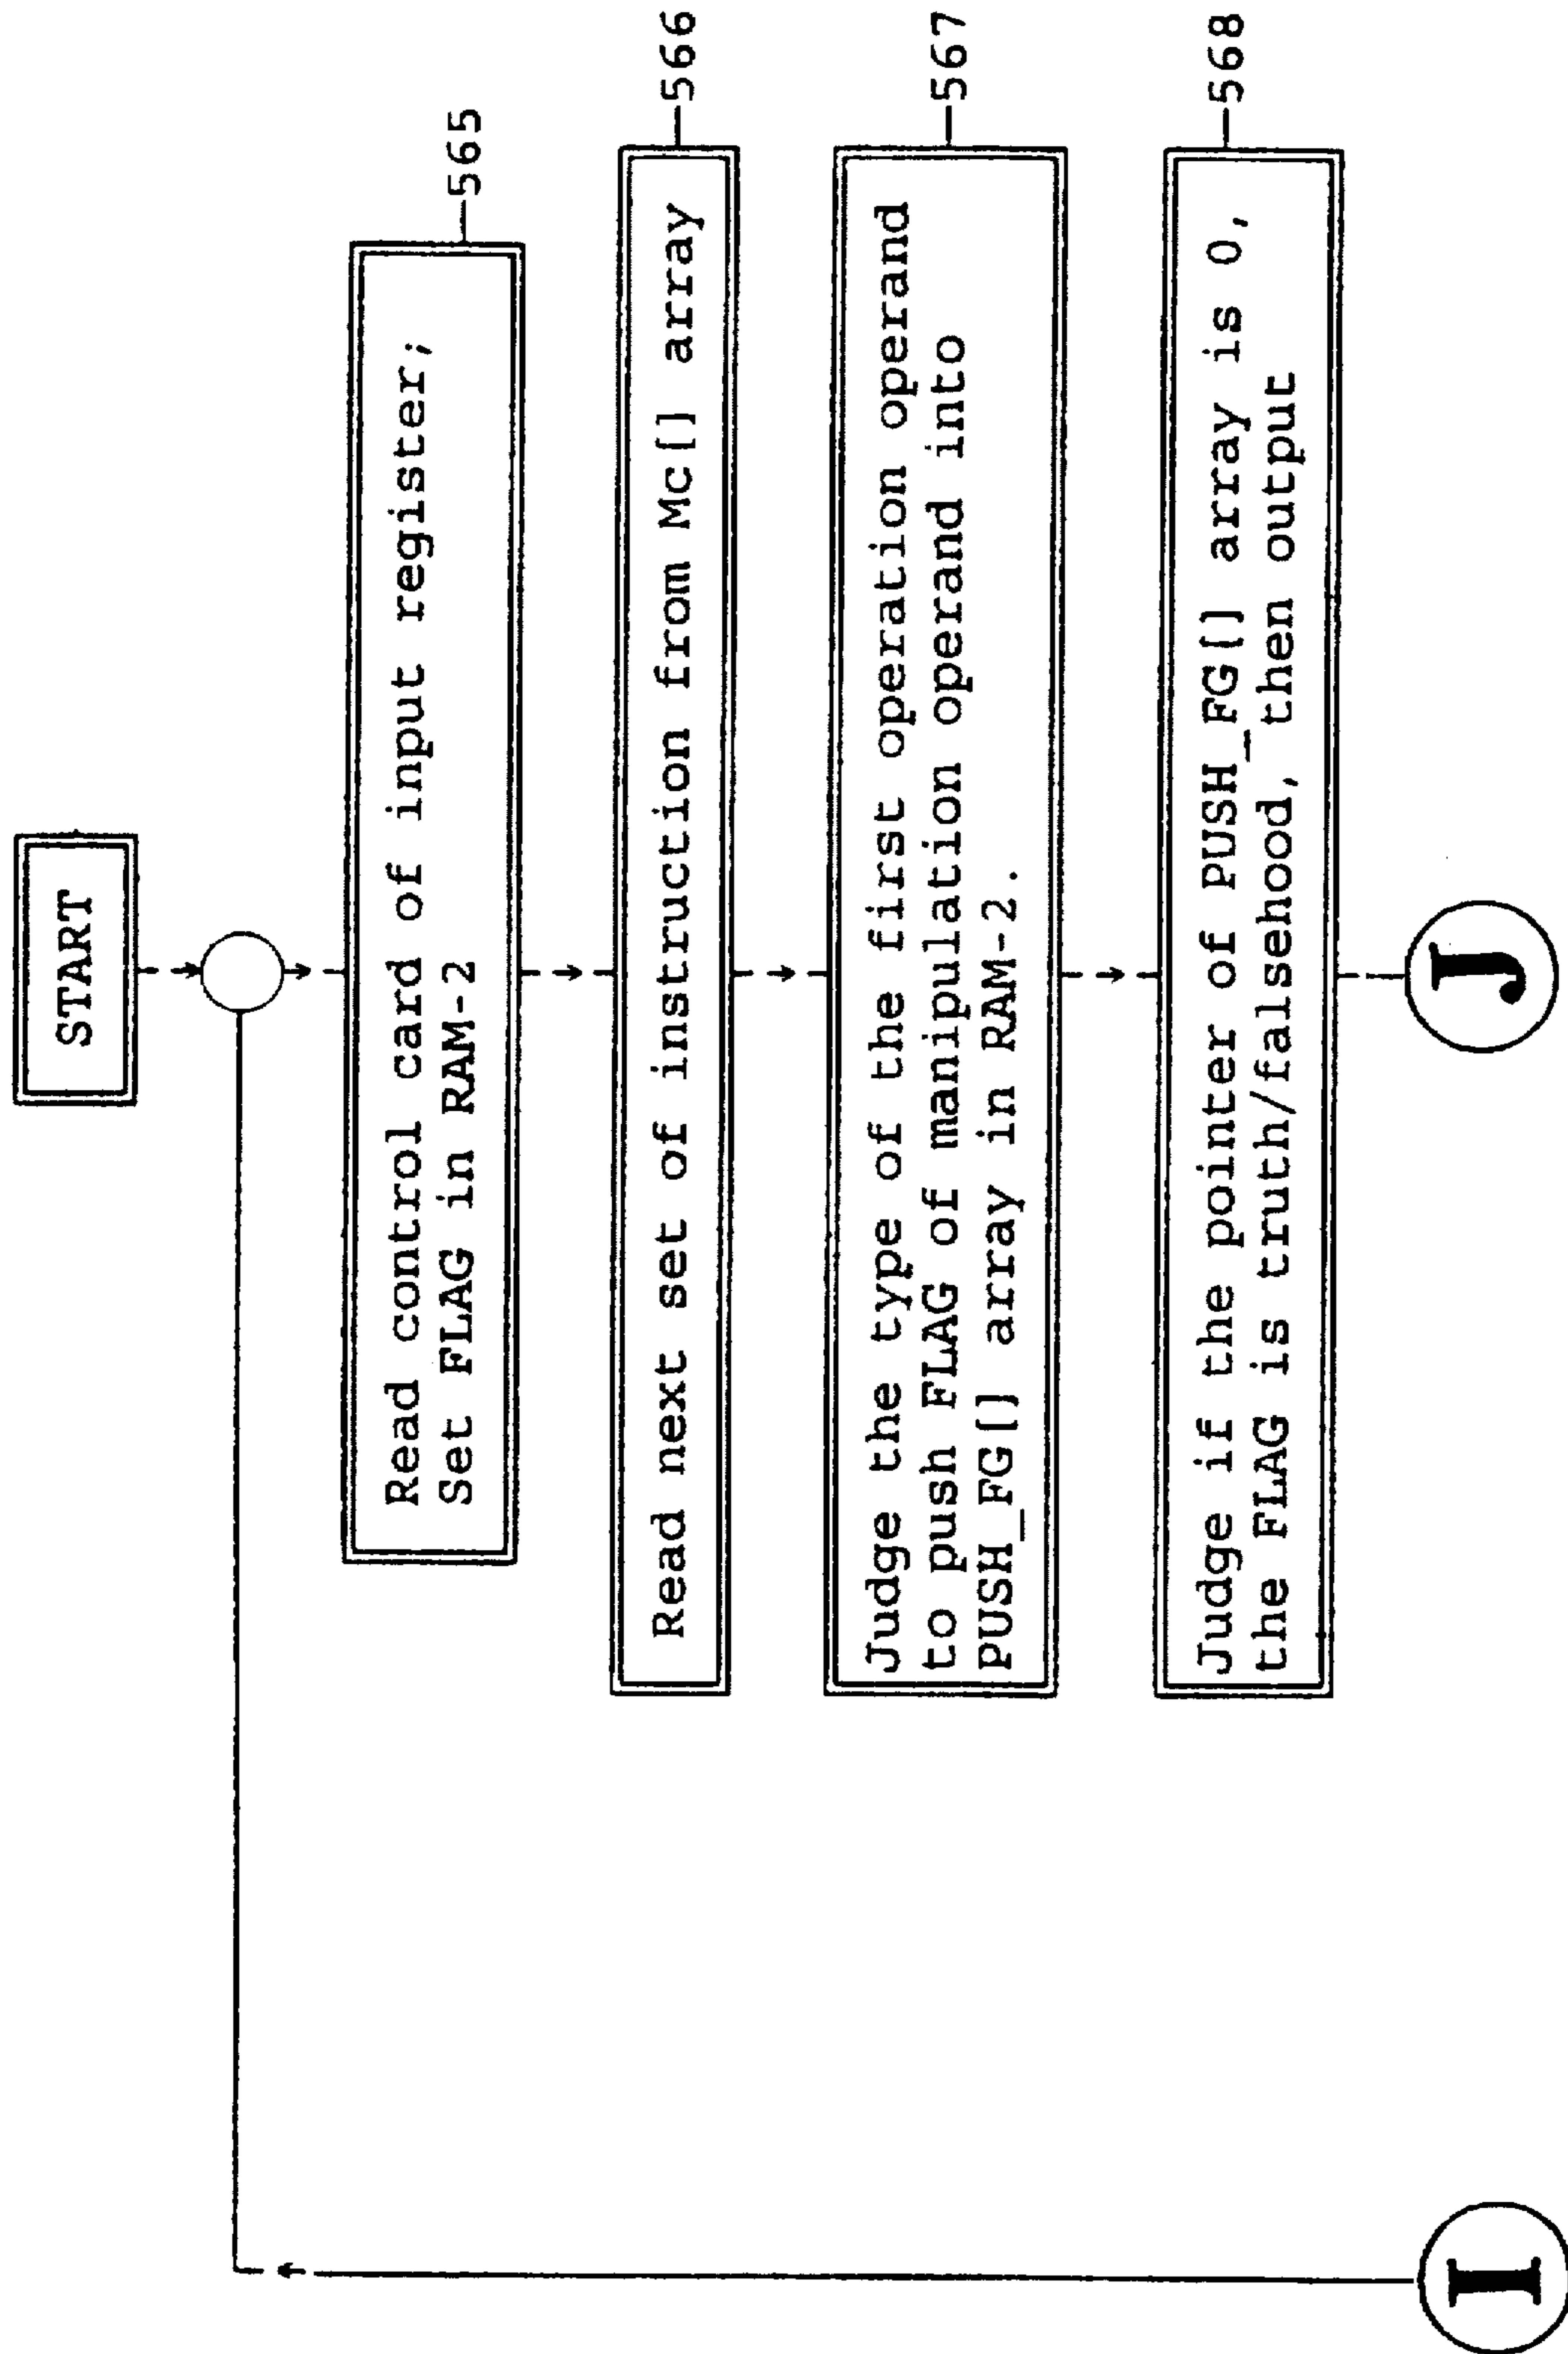 START
Read control card of input register;
Set FLAG in RAM-2
565
Read next set of instruction from Mc[] array
566
Judge the type of the first operation operand
to push FLAG of manipulation operand into
PUSH_FG[] array in RAM-2.
567
Judge if the pointer of PUSH_FG[] array is 0,
the FLAG is truth/falsehood, then output
568
I
J